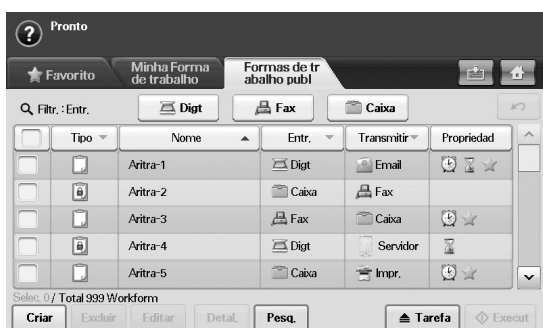 Pronto
Favorito
Minha Forma
de trabalho
Formas de tr
abalho publ
Filtr. : Entr.
Digt
Fax
Caixa
Tipo
Nome
Entr.
Transmitir
Propriedad
Aritra-1
Digt
Email
Aritra-2
Caixa
Fax
Aritra-3
Fax
Caixa
Aritra-4
Digt
Servidor
Aritra-5
Caixa
Impr.
Selec. 0 / Total 999 Workform
Criar
Excluir
Editar
Detal.
Pesq.
Tarefa
Execut